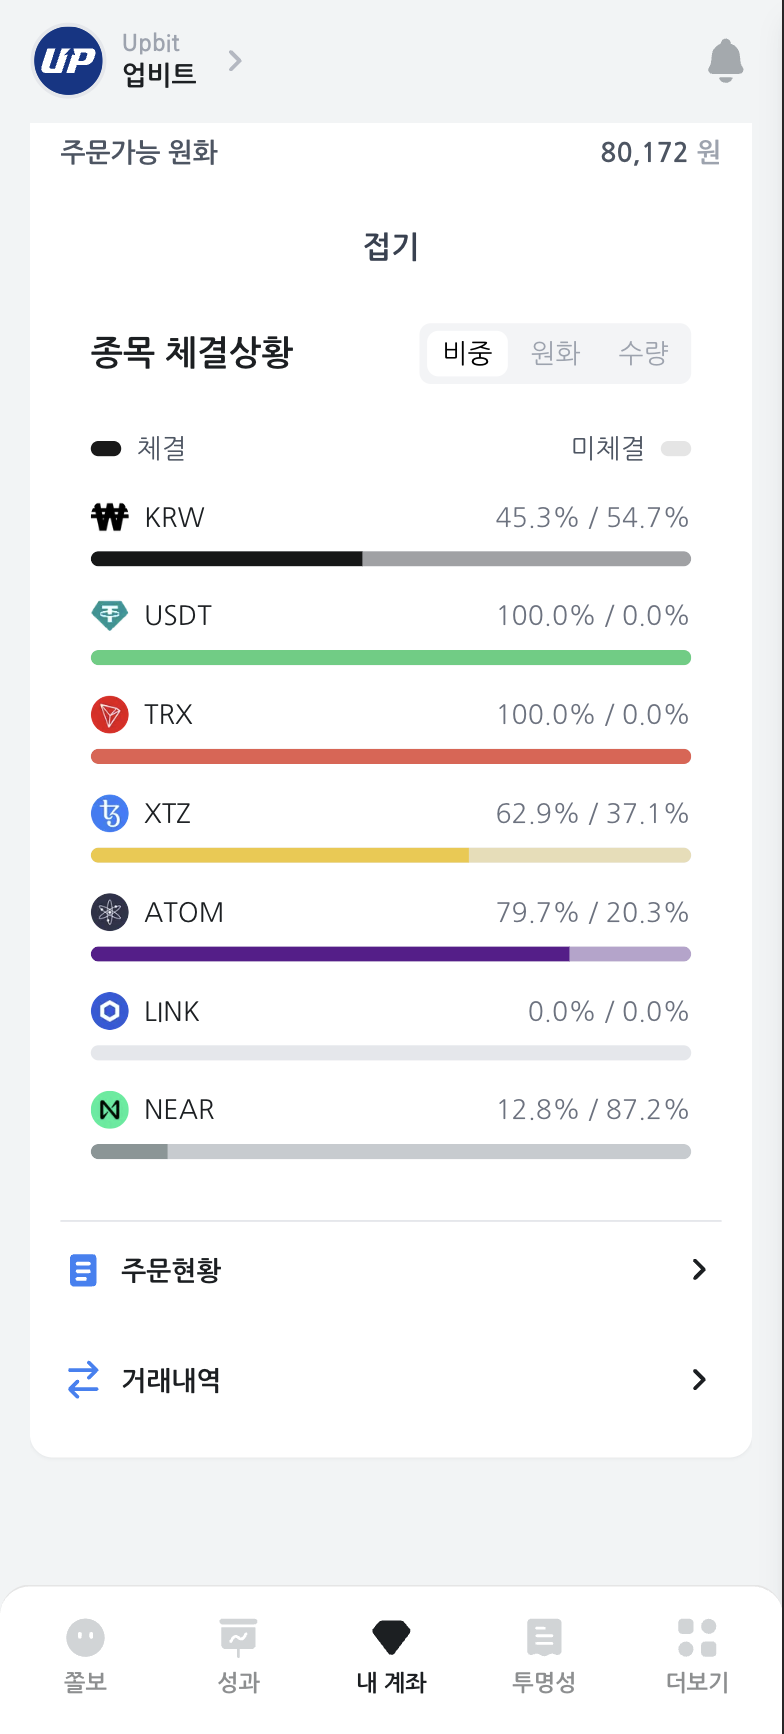 UP
Upbit
업비트
주문가능 원화
80,172 원
접기
종목 체결상황
비중 원화 수량
체결 미체결
KRW 45.3% / 54.7%
USDT 100.0% / 0.0%
TRX 100.0% / 0.0%
XTZ 62.9% / 37.1%
ATOM 79.7% / 20.3%
LINK 0.0% / 0.0%
NEAR 12.8% / 87.2%
주문현황
거래내역
쫄보 성과 내 계좌 투명성 더보기